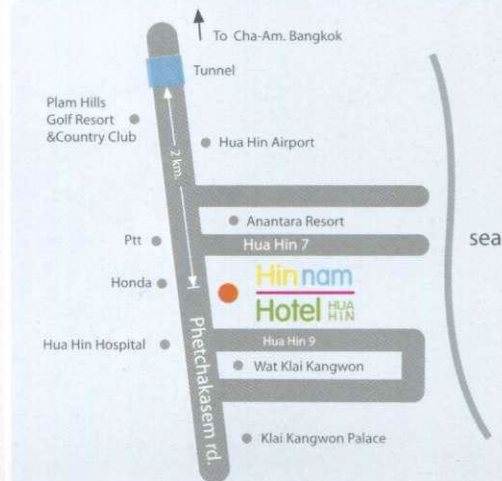 To Cha-Am. Bangkok
Tunnel
Plam Hills
Golf Resort
&Country Club
2 km.
Hua Hin Airport
Anantara Resort
Ptt
Hua Hin 7
sea
Honda
Hin nam
Hotel HUA HIN
Hua Hin Hospital
Hua Hin 9
Phetchakasem rd.
Wat Klai Kangwon
Klai Kangwon Palace